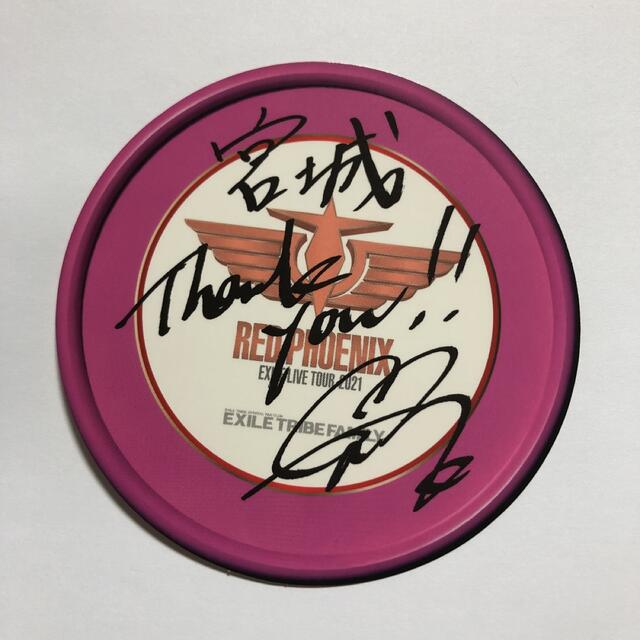 宮城
Thank
you!!
RED PHOENIX
EXILE LIVE TOUR 2021
EXILE TRIBE FAMILY